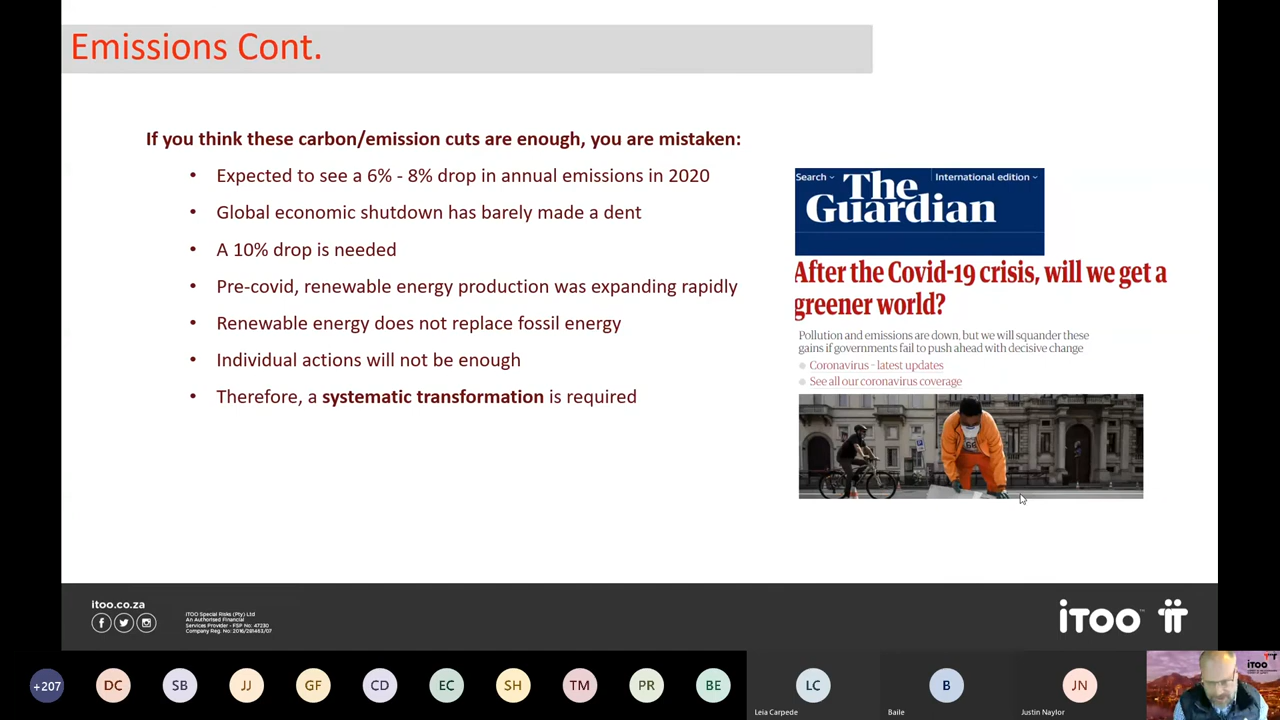 Emissions Cont.
If you think these carbon/emission cuts are enough, you are mistaken:
• Expected to see a 6% - 8% drop in annual emissions in 2020
• Global economic shutdown has barely made a dent
• A 10% drop is needed
• Pre-covid, renewable energy production was expanding rapidly
• Renewable energy does not replace fossil energy
• Individual actions will not be enough
• Therefore, a systematic transformation is required
Search
International edition
The
Guardian
After the Covid-19 crisis, will we get a
greener world?
Pollution and emissions are down, but we will squander these
gains if governments fail to push ahead with decisive change
Coronavirus – latest updates
See all our coronavirus coverage
itoo.co.za
ITOO Special Risks (Pty) Ltd
An Authorised Financial
Services Provider - FSP No: 47230
Company Reg. No: 2016/281463/07
iTOO
+207
DC
SB
JJ
GF
CD
EC
SH
TM
PR
BE
LC
Leia Carpede
B
Baile
JN
Justin Naylor
iTOO